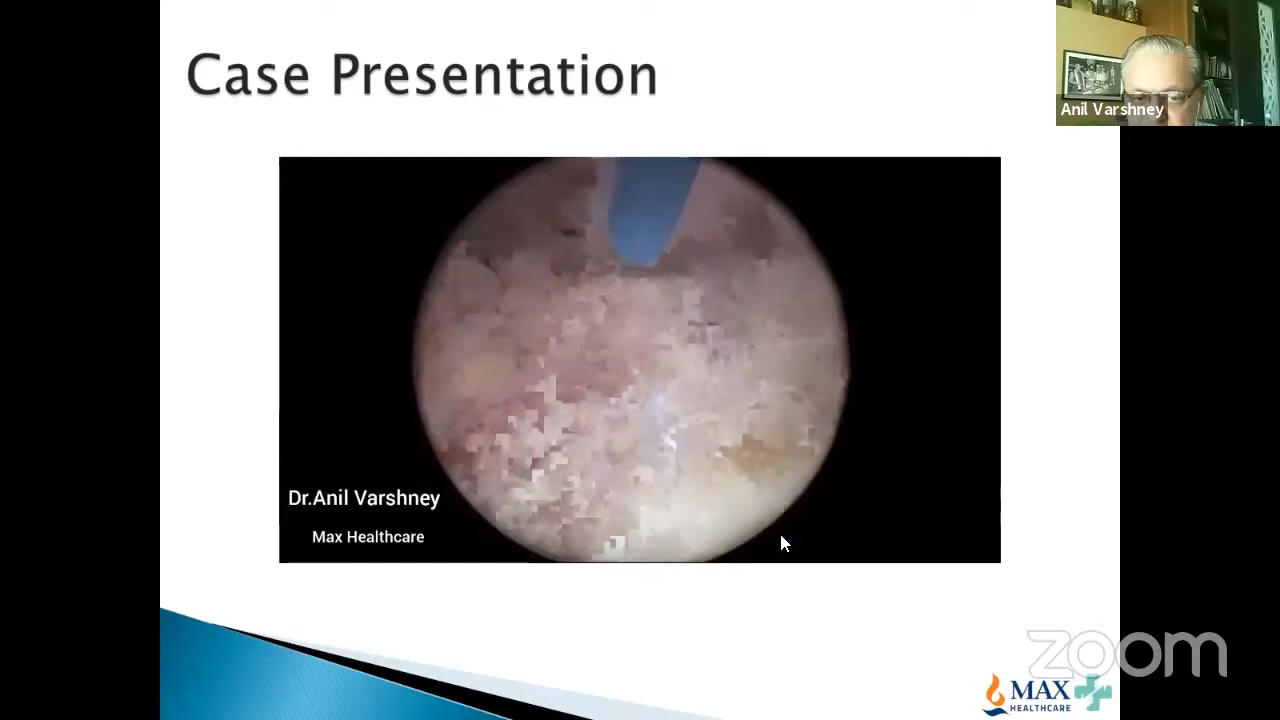 Case Presentation
Anil Varshney
Dr.Anil Varshney
Max Healthcare
zoom
MAX
HEALTHCARE